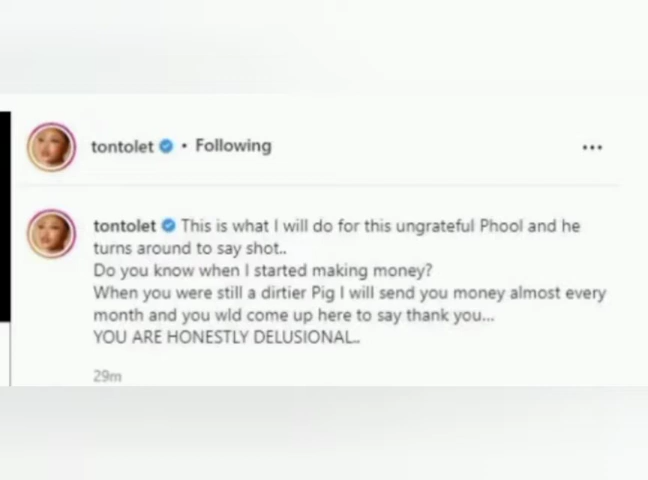 tontolet • Following
tontolet This is what I will do for this ungrateful Phool and he
turns around to say shot..
Do you know when I started making money?
When you were still a dirtier Pig I will send you money almost every
month and you wld come up here to say thank you...
YOU ARE HONESTLY DELUSIONAL..
29m